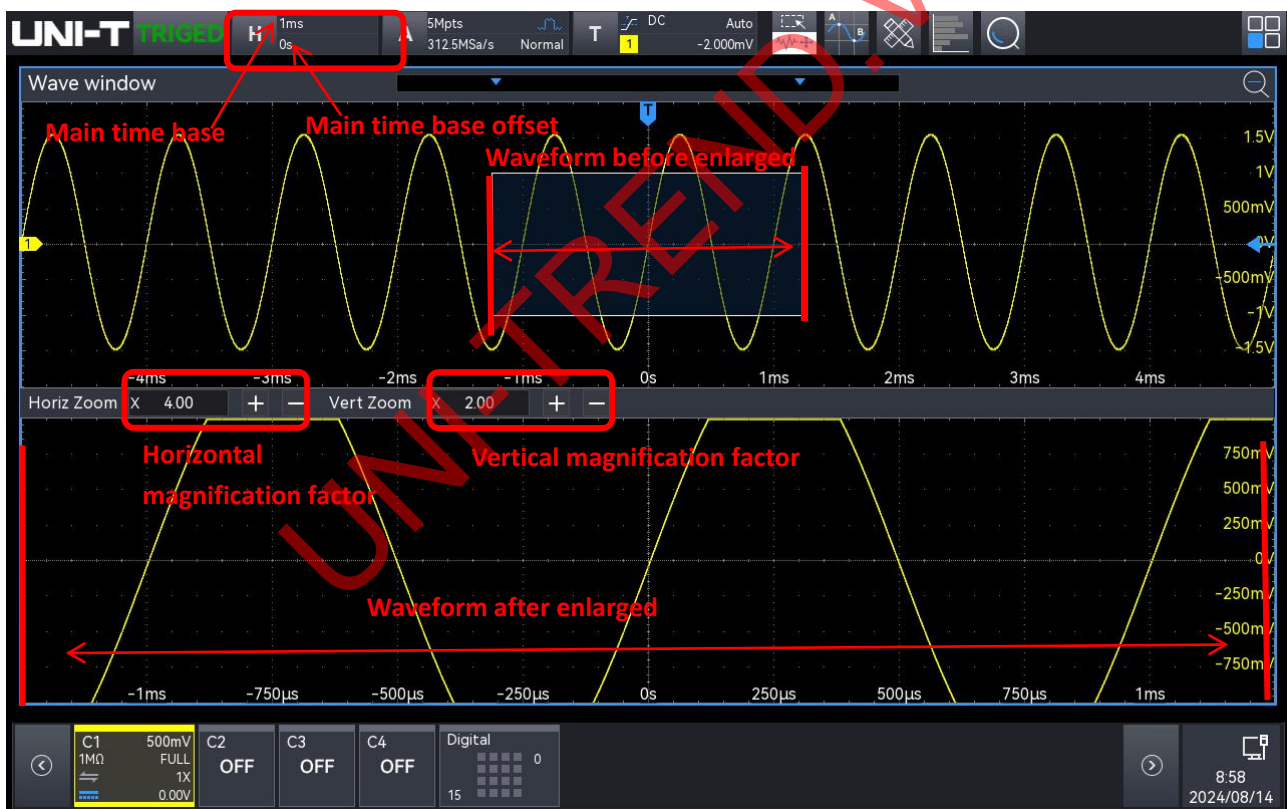 UNI-T TRIGED H 1ms 0s A 5Mpts 312.5MSa/s Normal T DC 1 Auto -2.000mV A B
Wave window
T
Main time base
Main time base offset
Waveform before enlarged
1.5V
1V
500mV
1
0V
-500mV
-1V
-1.5V
-4ms -3ms -2ms -1ms 0s 1ms 2ms 3ms 4ms
Horiz Zoom X 4.00 + − Vert Zoom X 2.00 + −
Horizontal
magnification factor
Vertical magnification factor
750mV
500mV
250mV
0V
-250mV
-500mV
-750mV
Waveform after enlarged
-1ms -750µs -500µs -250µs 0s 250µs 500µs 750µs 1ms
C1 500mV
1MΩ FULL
1X
0.00V
C2
OFF
C3
OFF
C4
OFF
Digital
0
15
8:58
2024/08/14